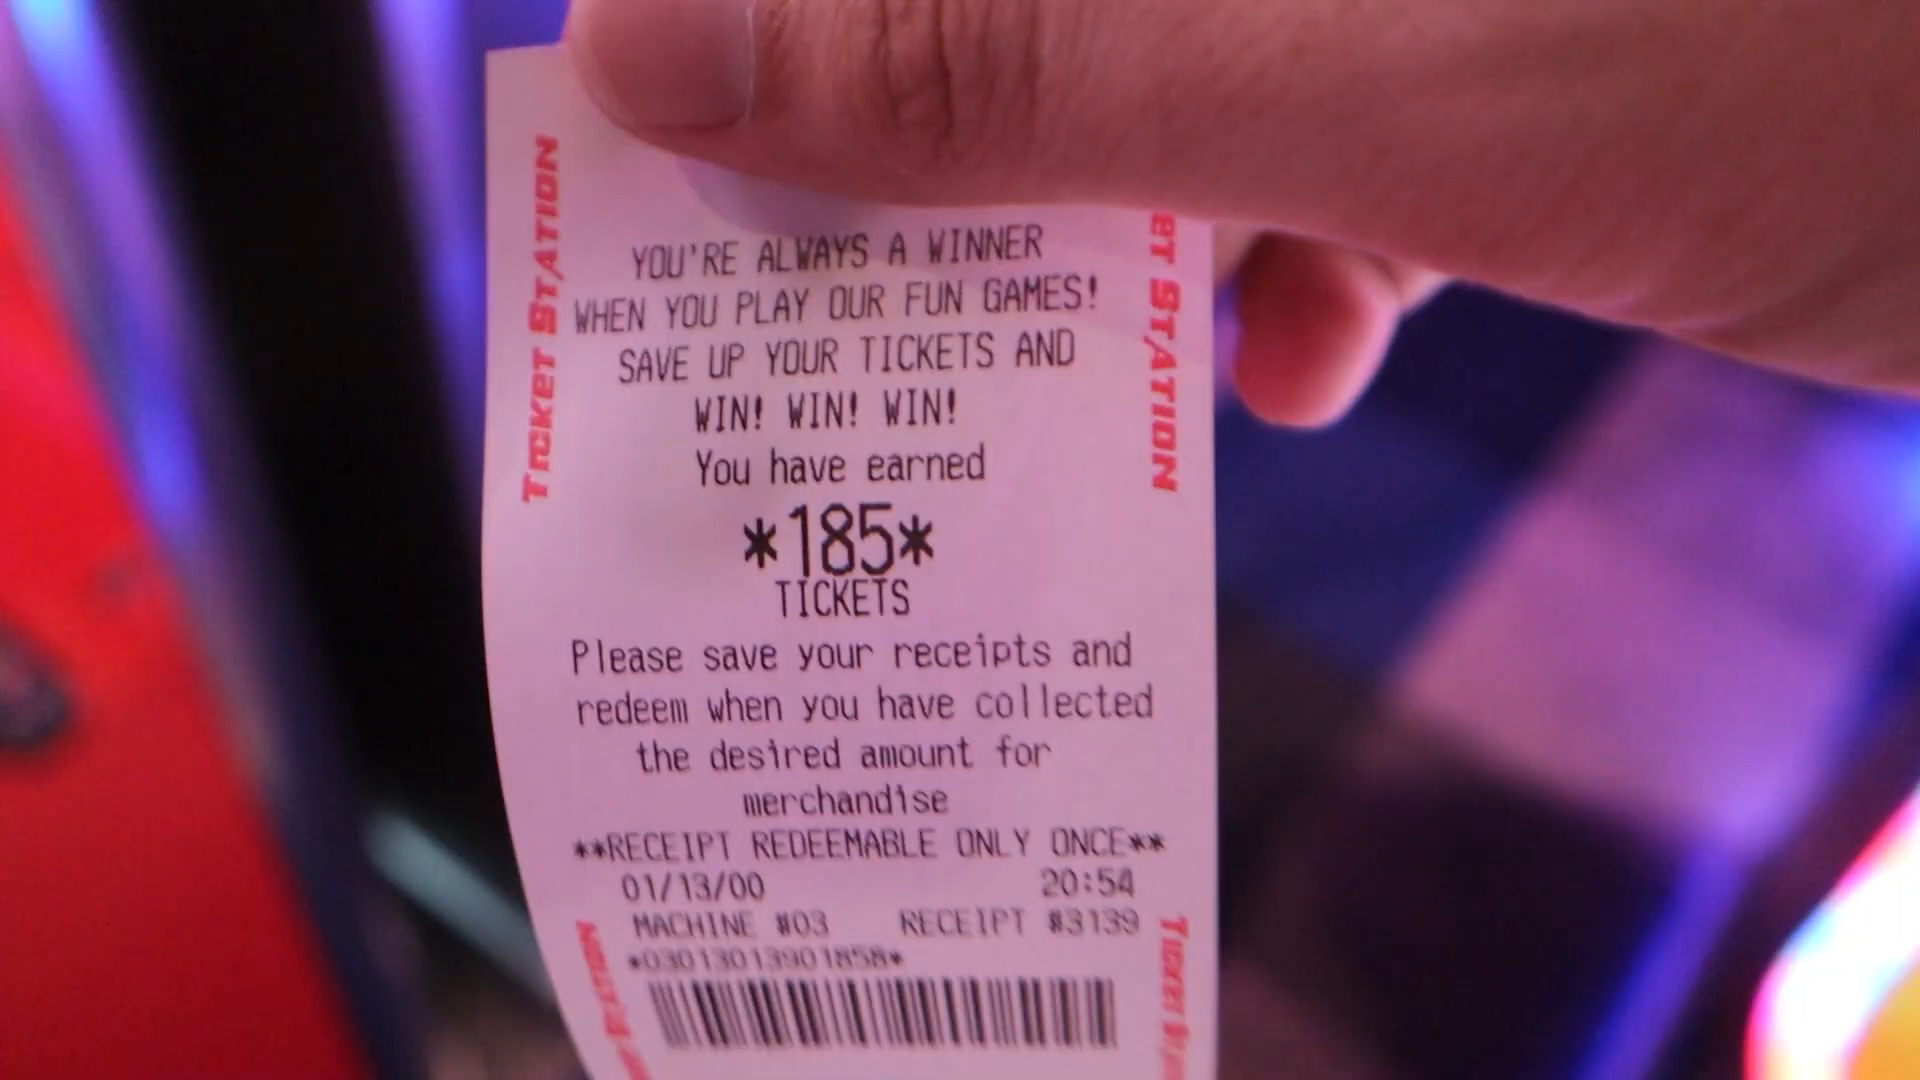 TICKET STATION
STATION
YOU'RE ALWAYS A WINNER
WHEN YOU PLAY OUR FUN GAMES!
SAVE UP YOUR TICKETS AND
WIN! WIN! WIN!
You have earned
*185*
TICKETS
Please save your receipts and
redeem when you have collected
the desired amount for
merchandise
**RECEIPT REDEEMABLE ONLY ONCE**
01/13/00 20:54
MACHINE #03 RECEIPT #3139
*03013013901858*
TICKET